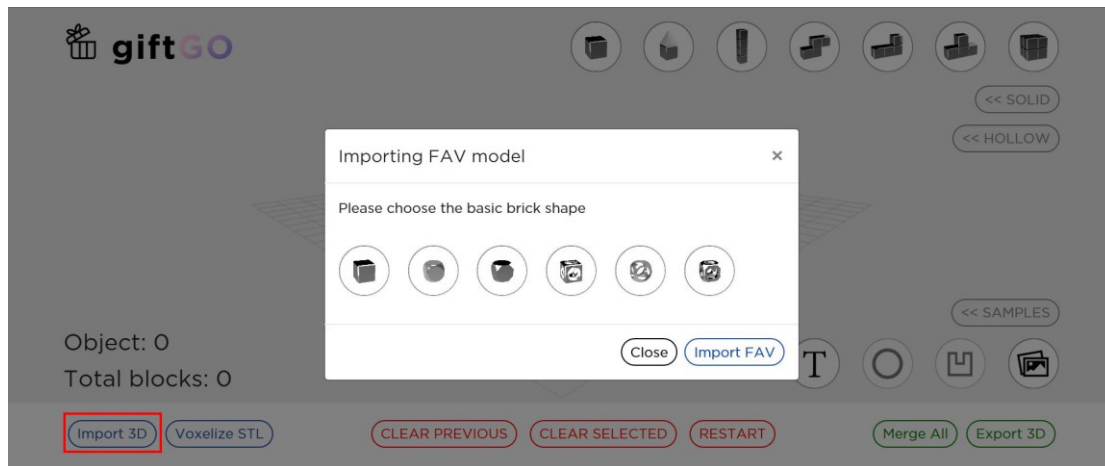 giftGO
<< SOLID
<< HOLLOW
Importing FAV model
×
Please choose the basic brick shape
<< SAMPLES
Object: 0
Total blocks: 0
Close Import FAV
T
Import 3D Voxelize STL CLEAR PREVIOUS CLEAR SELECTED RESTART Merge All Export 3D